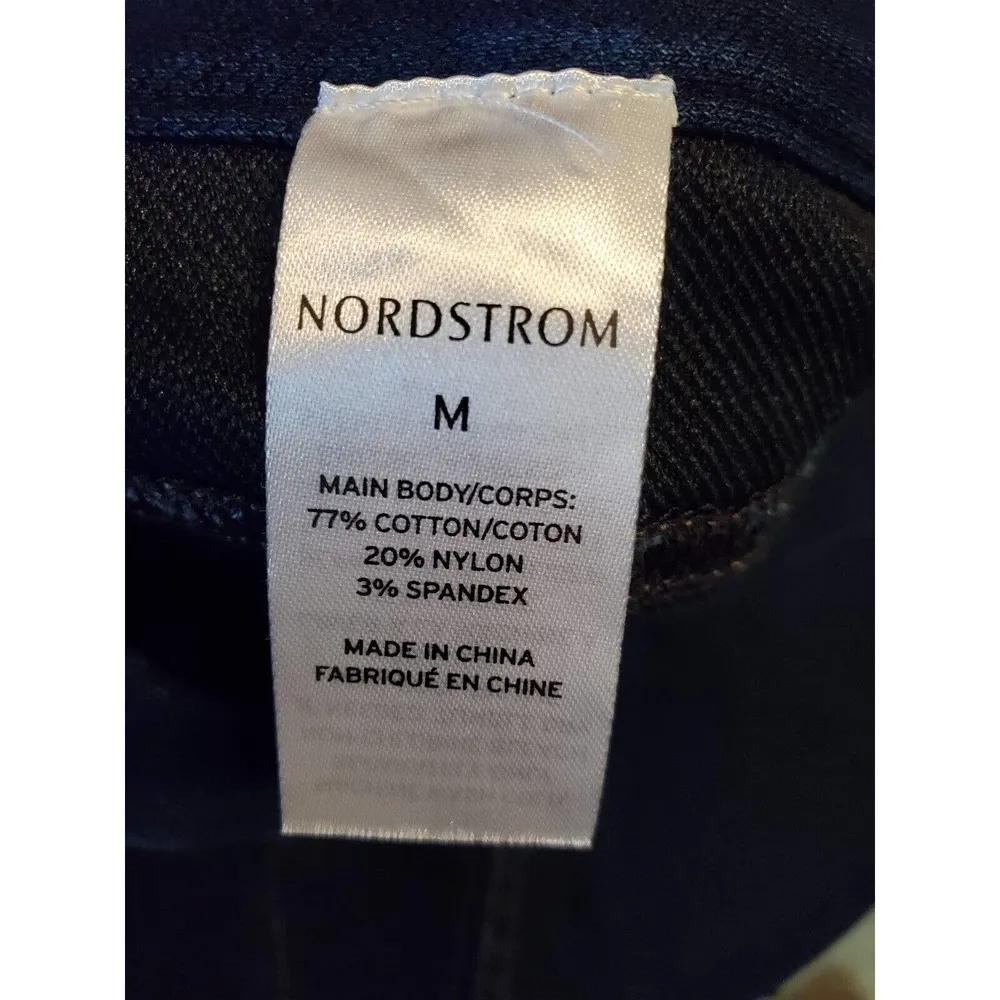 NORDSTROM
M
MAIN BODY/CORPS:
77% COTTON/COTON
20% NYLON
3% SPANDEX
MADE IN CHINA
FABRIQUÉ EN CHINE